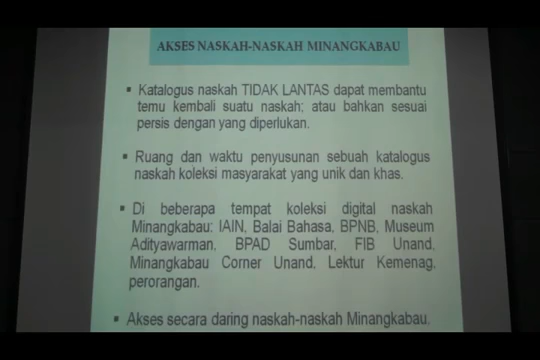 AKSES NASKAH-NASKAH MINANGKABAU
▪ Katalogus naskah TIDAK LANTAS dapat membantu
temu kembali suatu naskah; atau bahkan sesuai
persis dengan yang diperlukan.
▪ Ruang dan waktu penyusunan sebuah katalogus
naskah koleksi masyarakat yang unik dan khas.
▪ Di beberapa tempat koleksi digital naskah
Minangkabau: IAIN, Balai Bahasa, BPNB, Museum
Adityawarman, BPAD Sumbar, FIB Unand,
Minangkabau Corner Unand, Lektur Kemenag,
perorangan.
▪ Akses secara daring naskah-naskah Minangkabau.